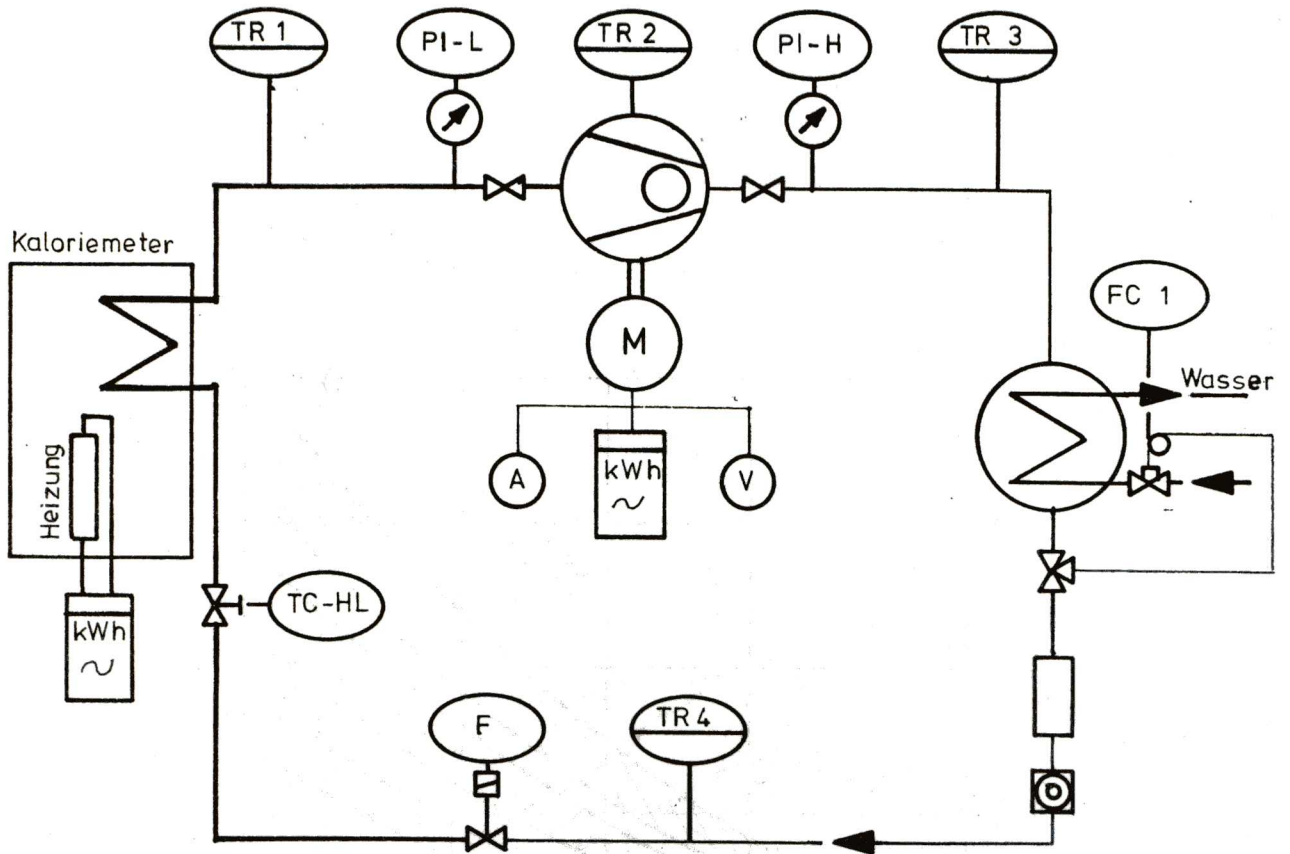 TR 1
PI-L
TR 2
PI-H
TR 3
Kaloriemeter
FC 1
M
Wasser
Heizung
A
kWh
~
V
kWh
~
TC-HL
F
TR 4